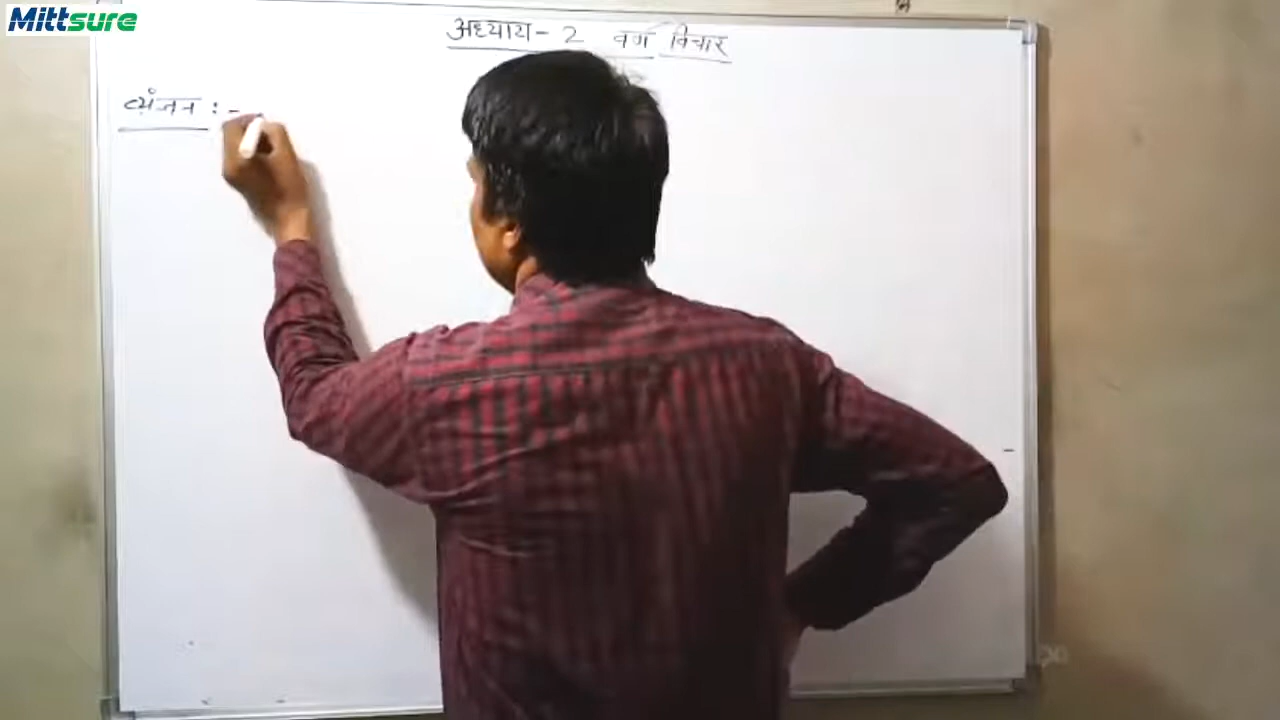 Mittsure
अध्याय - 2 वर्ण विचार
व्यंजन : -